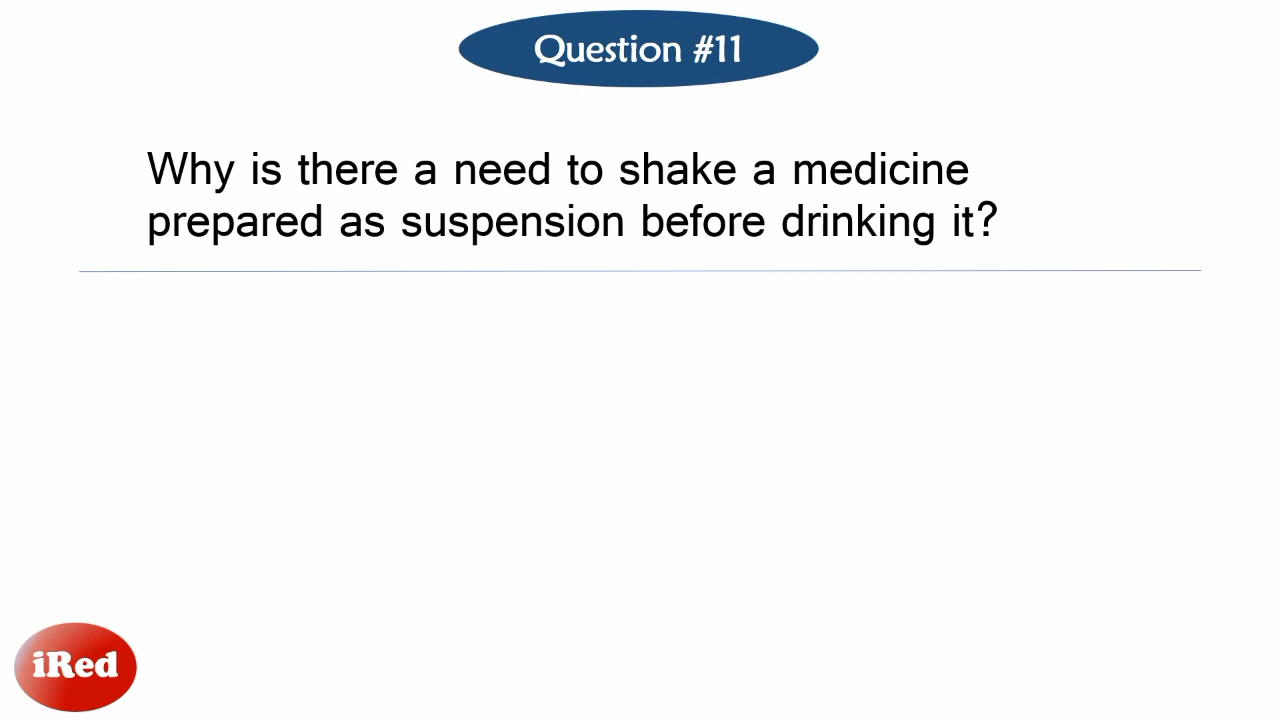 Question #11
Why is there a need to shake a medicine
prepared as suspension before drinking it?
iRed